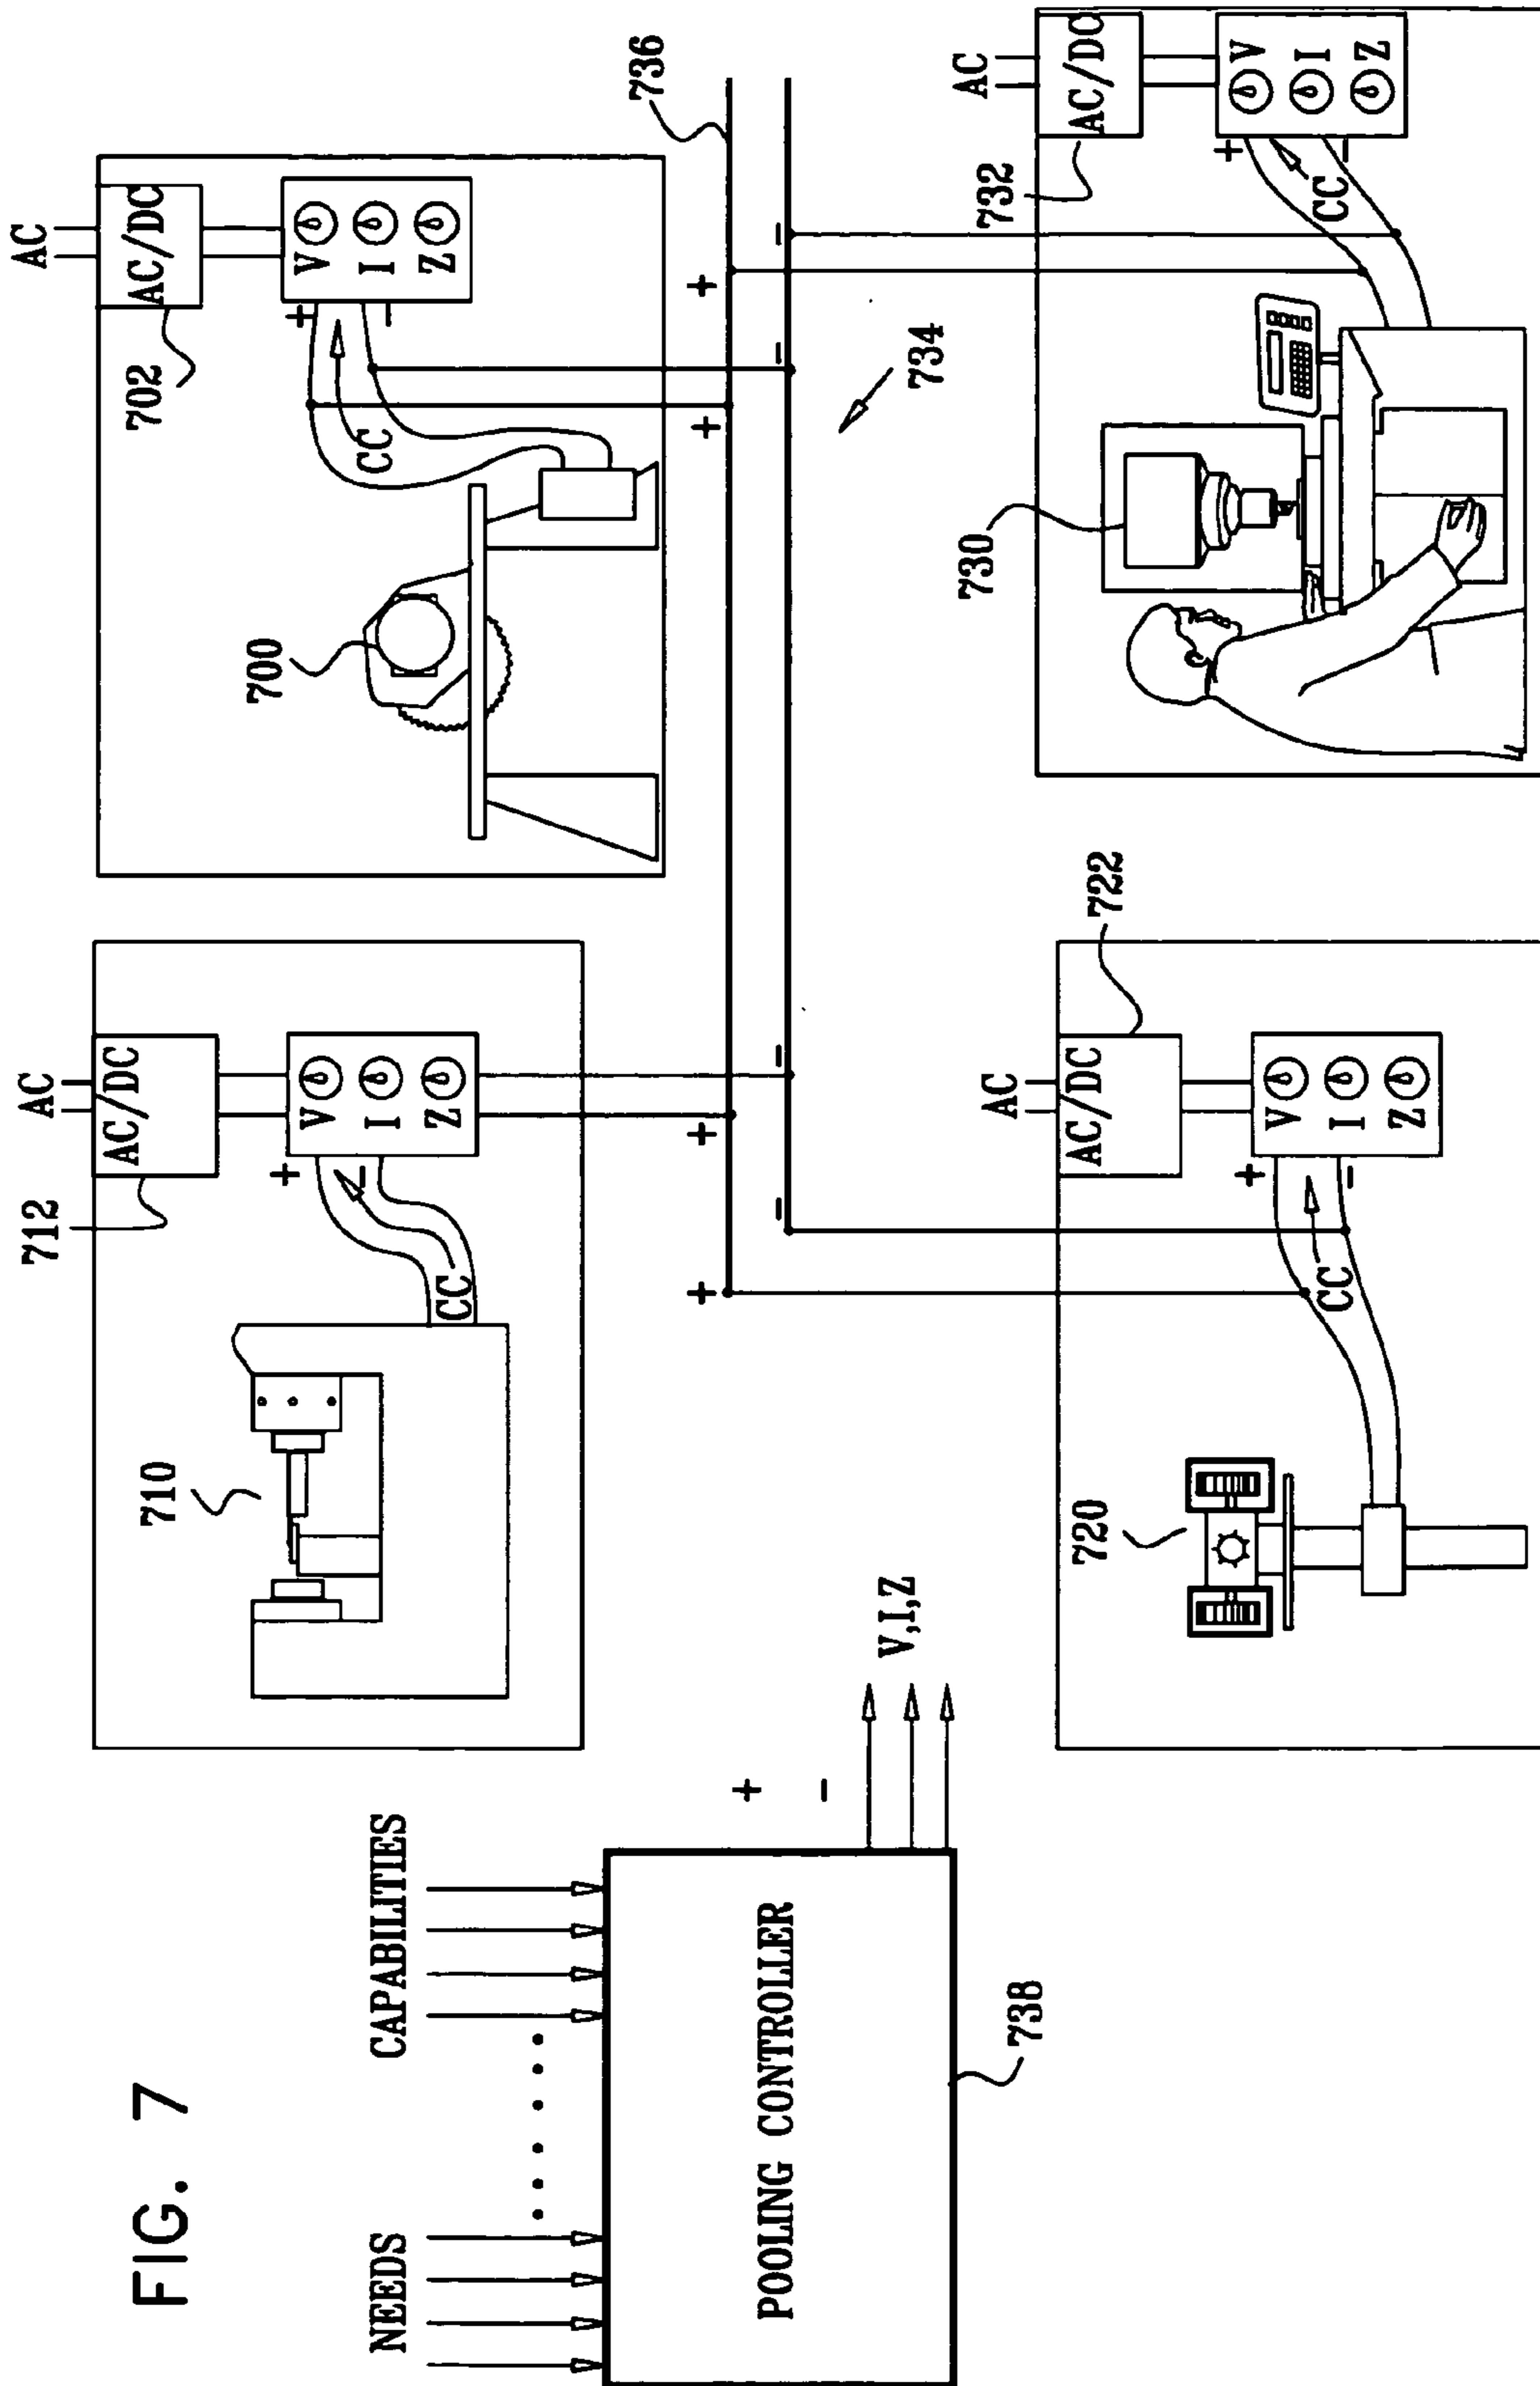 FIG. 7
NEEDS
CAPABILITIES
POOLING CONTROLLER
738
+
-
V,I,Z
710
712
AC
AC/DC
V
I
Z
+
-
CC
+
-
700
702
AC
AC/DC
V
I
Z
+
-
CC
+
-
736
734
720
722
AC
AC/DC
V
I
Z
+
-
CC
+
-
730
732
AC
AC/DC
V
I
Z
+
-
CC
+
-